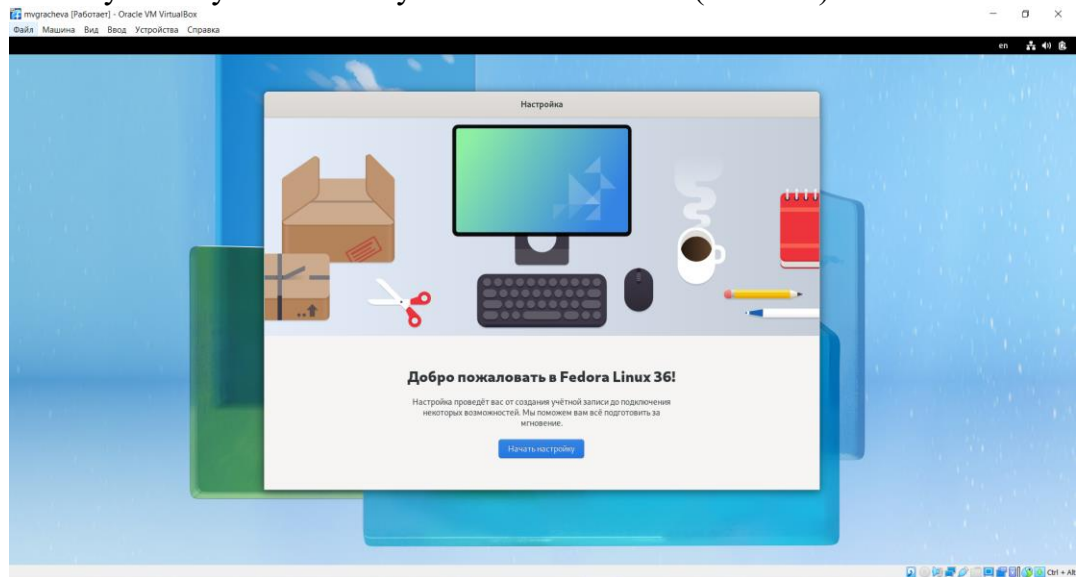 mvgracheva [Работает] - Oracle VM VirtualBox
Файл Машина Вид Ввод Устройства Справка
en
Настройка
Добро пожаловать в Fedora Linux 36!
Настройка проведёт вас от создания учётной записи до подключения
некоторых возможностей. Мы поможем вам всё подготовить за
мгновение.
Начать настройку
Ctrl + Alt